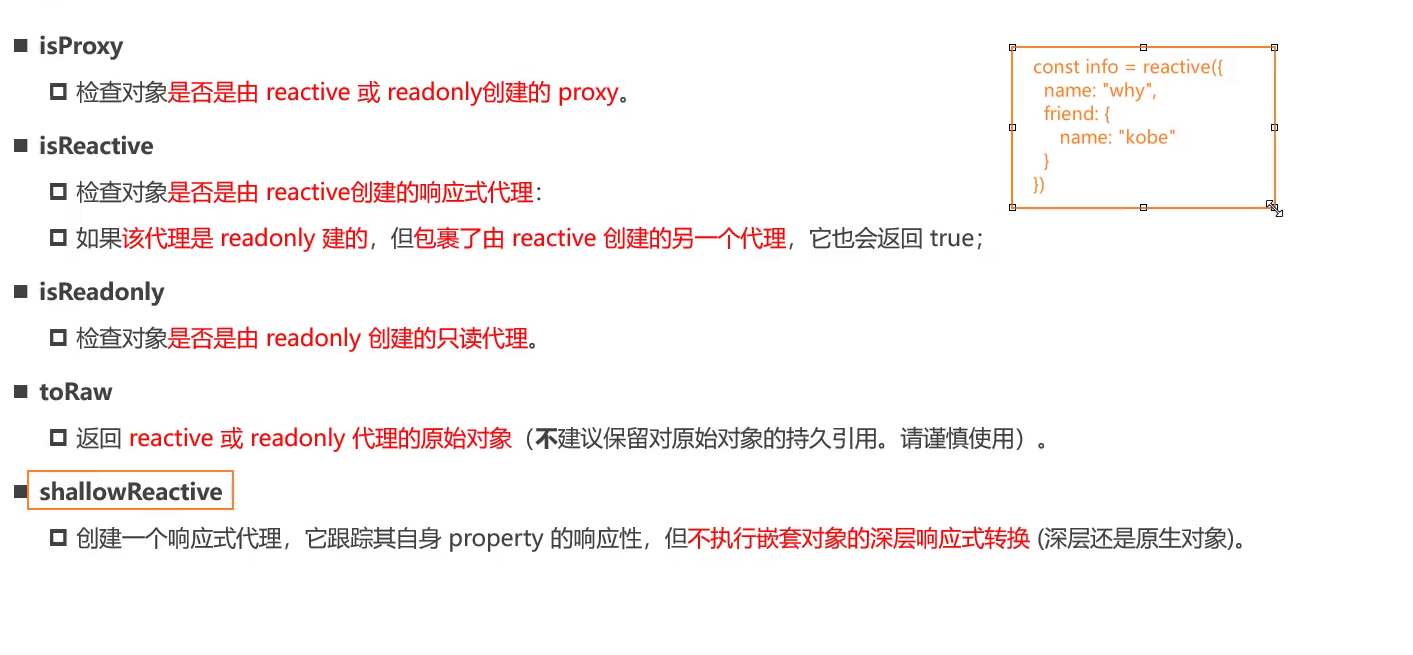 isProxy
检查对象是否是由 reactive 或 readonly创建的 proxy。
isReactive
检查对象是否是由 reactive创建的响应式代理：
如果该代理是 readonly 建的，但包裹了由 reactive 创建的另一个代理，它也会返回 true；
isReadonly
检查对象是否是由 readonly 创建的只读代理。
toRaw
返回 reactive 或 readonly 代理的原始对象（不建议保留对原始对象的持久引用。请谨慎使用）。
shallowReactive
创建一个响应式代理，它跟踪其自身 property 的响应性，但不执行嵌套对象的深层响应式转换 (深层还是原生对象)。
const info = reactive({
name: "why",
friend: {
name: "kobe"
}
})